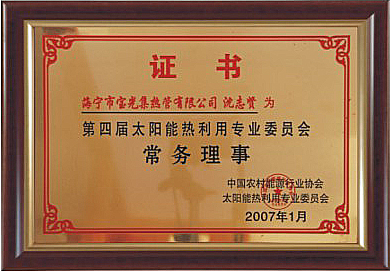 证书
海宁市宝光集热管有限公司 沈志贤 为
第四届太阳能热利用专业委员会
常务理事
中国农村能源行业协会
太阳能热利用专业委员会
2007年1月